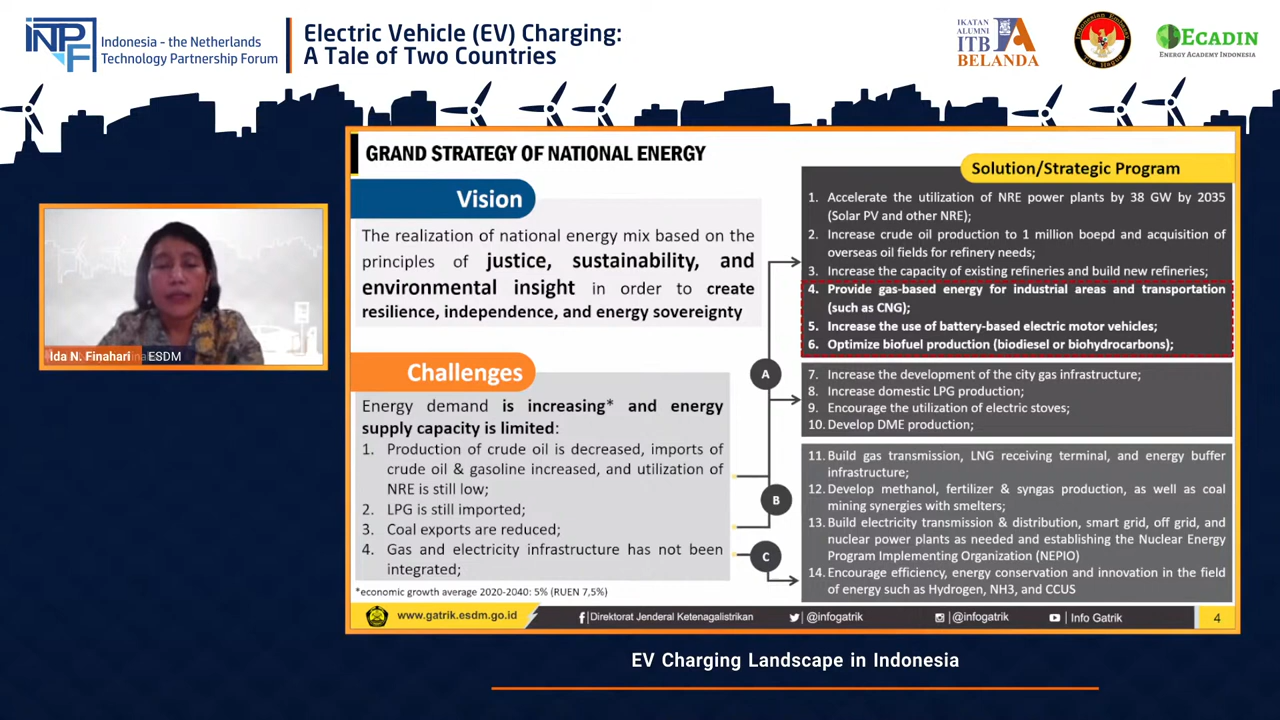 INPF
Indonesia - the Netherlands
Technology Partnership Forum
Electric Vehicle (EV) Charging:
A Tale of Two Countries
IKATAN
ALUMNI
ITB
BELANDA
ECADIN
ENERGY ACADEMY INDONESIA
Ida N. Finahari
ESDM
GRAND STRATEGY OF NATIONAL ENERGY
Vision
The realization of national energy mix based on the
principles of justice, sustainability, and
environmental insight in order to create
resilience, independence, and energy sovereignty
Challenges
Energy demand is increasing* and energy
supply capacity is limited:
1. Production of crude oil is decreased, imports of
crude oil & gasoline increased, and utilization of
NRE is still low;
2. LPG is still imported;
3. Coal exports are reduced;
4. Gas and electricity infrastructure has not been
integrated;
*economic growth average 2020-2040: 5% (RUEN 7,5%)
A
B
C
Solution/Strategic Program
1. Accelerate the utilization of NRE power plants by 38 GW by 2035
(Solar PV and other NRE);
2. Increase crude oil production to 1 million boepd and acquisition of
overseas oil fields for refinery needs;
3. Increase the capacity of existing refineries and build new refineries;
4. Provide gas-based energy for industrial areas and transportation
(such as CNG);
5. Increase the use of battery-based electric motor vehicles;
6. Optimize biofuel production (biodiesel or biohydrocarbons);
7. Increase the development of the city gas infrastructure;
8. Increase domestic LPG production;
9. Encourage the utilization of electric stoves;
10. Develop DME production;
11. Build gas transmission, LNG receiving terminal, and energy buffer
infrastructure;
12. Develop methanol, fertilizer & syngas production, as well as coal
mining synergies with smelters;
13. Build electricity transmission & distribution, smart grid, off grid, and
nuclear power plants as needed and establishing the Nuclear Energy
Program Implementing Organization (NEPIO)
14. Encourage efficiency, energy conservation and innovation in the field
of energy such as Hydrogen, NH3, and CCUS
www.gatrik.esdm.go.id
Direktorat Jenderal Ketenagalistrikan
@infogatrik
@infogatrik
Info Gatrik
4
EV Charging Landscape in Indonesia